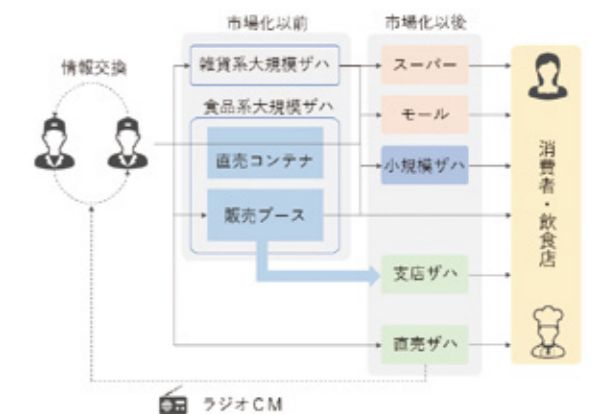 市場化以前
市場化以後
情報交換
雑貨系大規模ザハ
スーパー
食品系大規模ザハ
モール
直売コンテナ
小規模ザハ
販売ブース
消費者・飲食店
支店ザハ
直売ザハ
ラジオCM